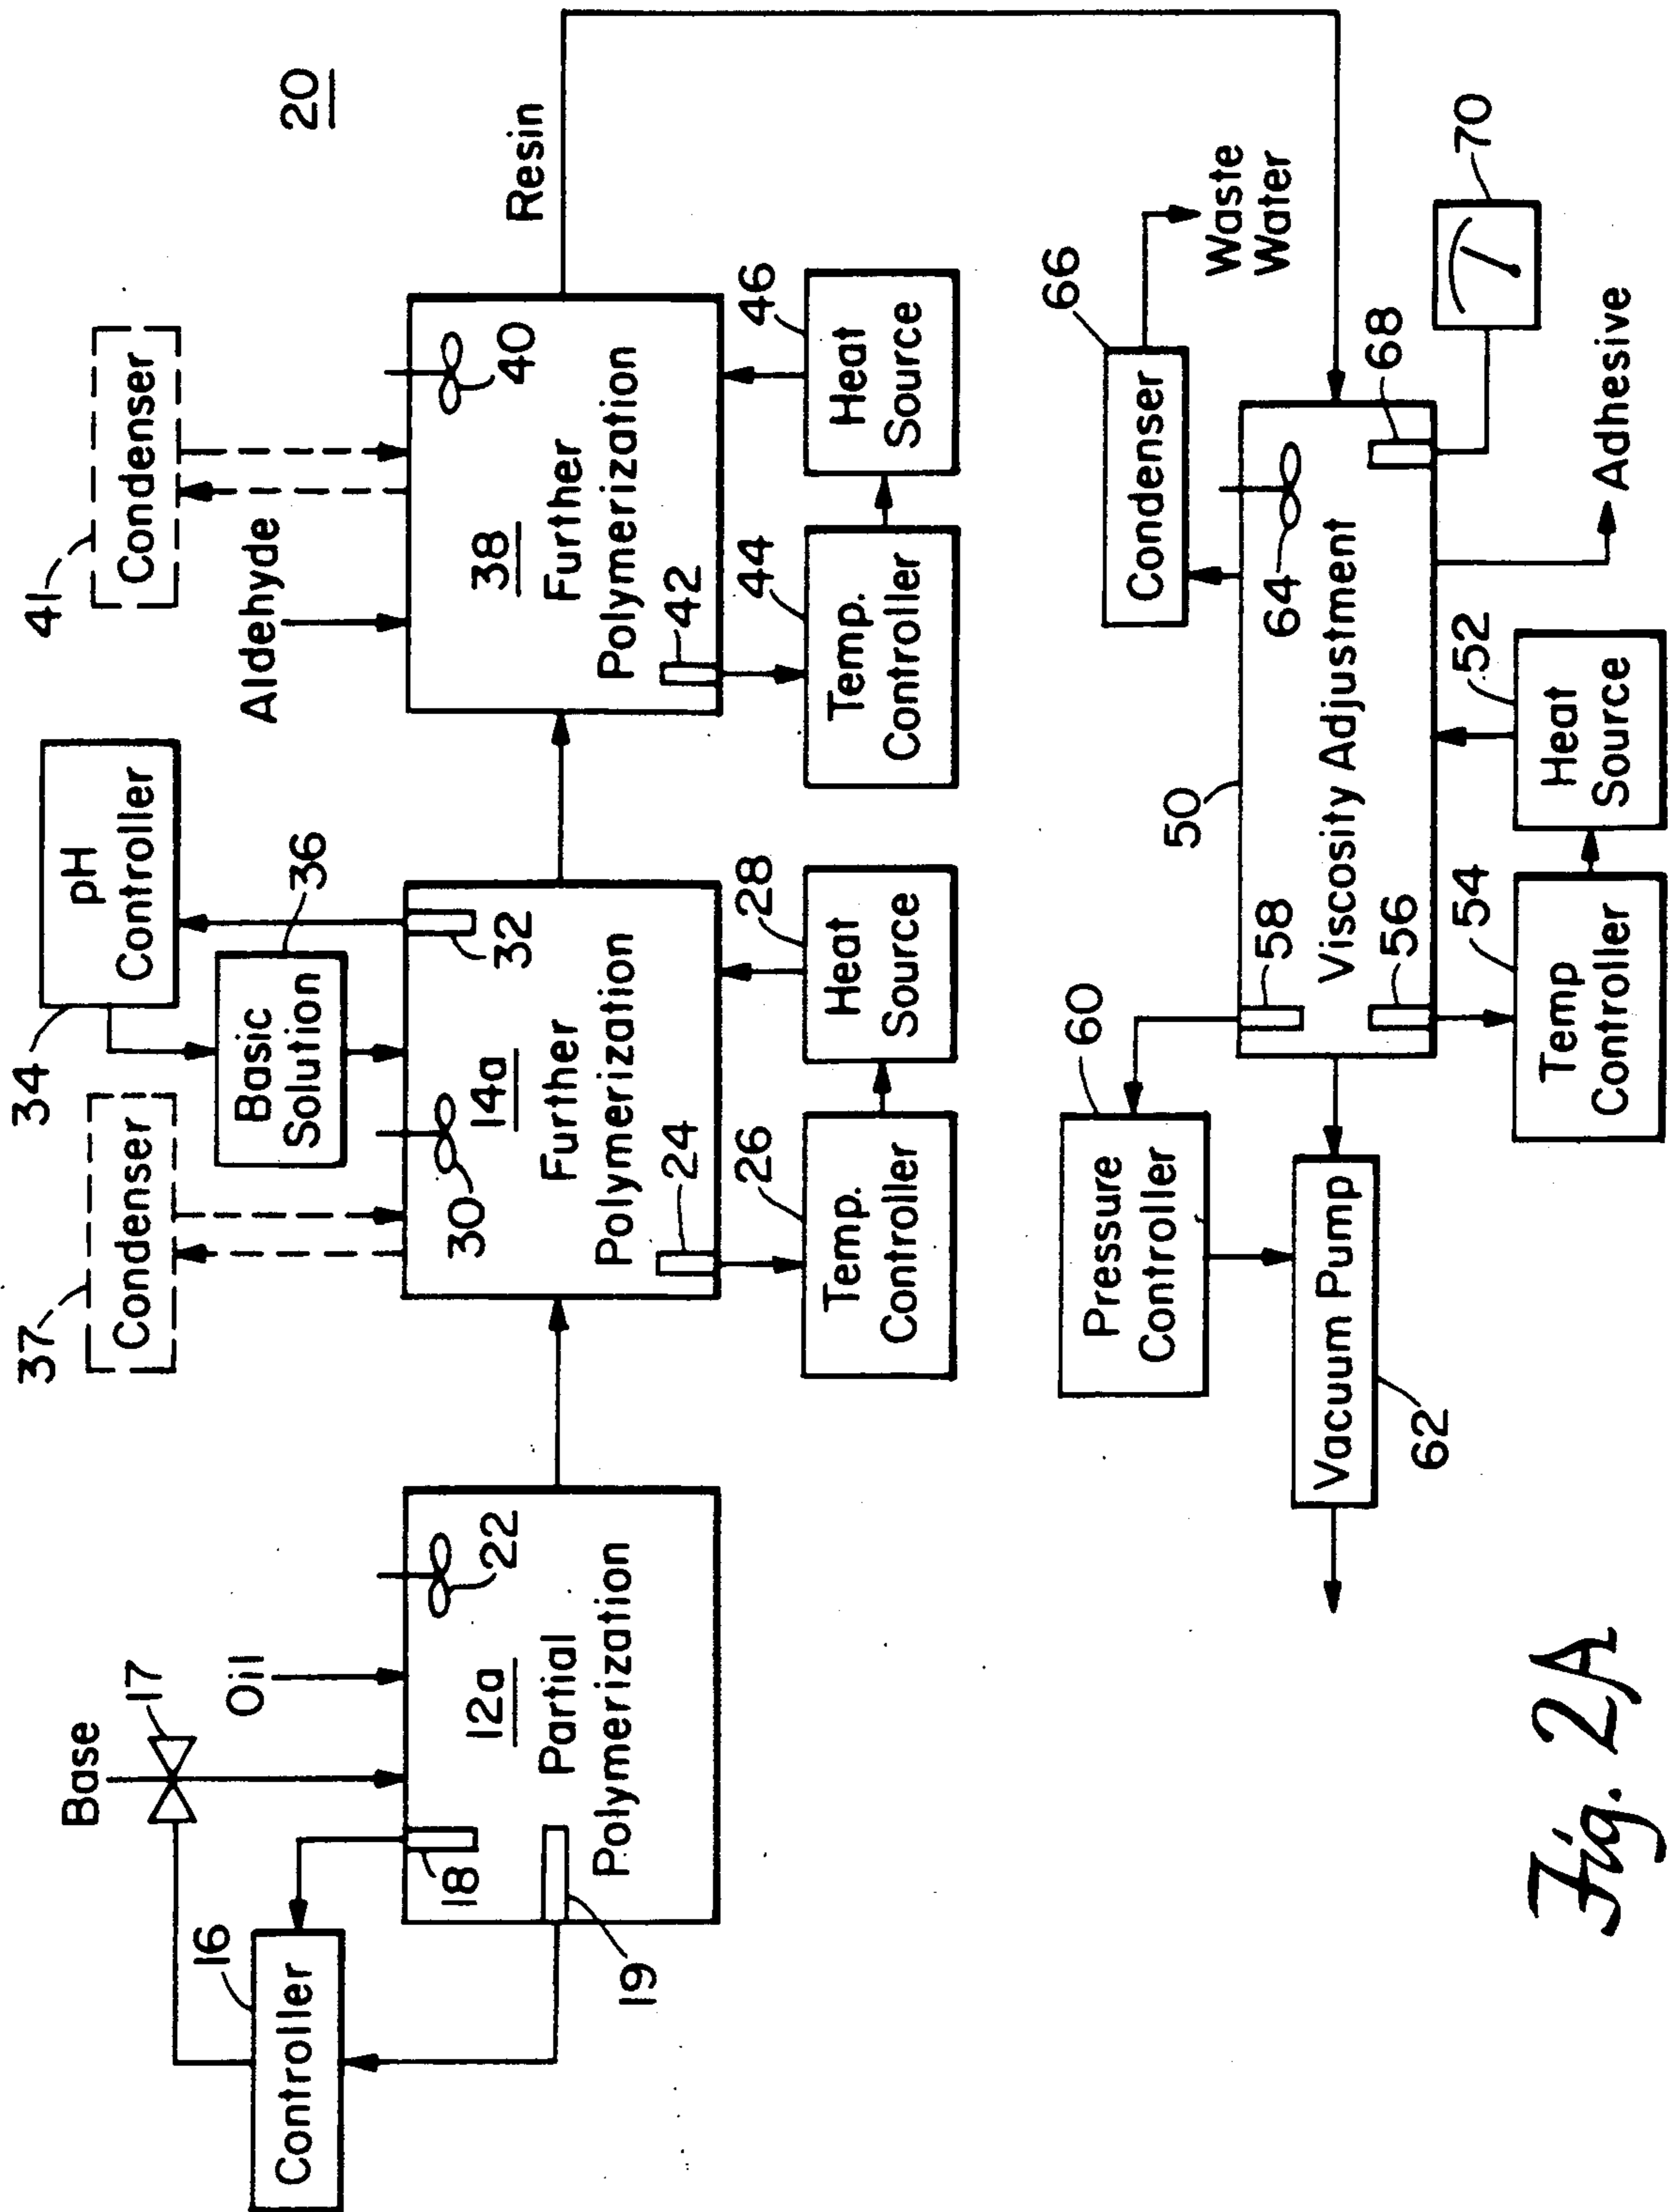 20
Base
17
Oil
16
Controller
18
19
12a
Partial
Polymerization
22
37
Condenser
34
pH
Controller
36
Basic
Solution
30
14a
Further
Polymerization
32
24
26
Temp.
Controller
28
Heat
Source
41
Condenser
Aldehyde
38
Further
Polymerization
40
42
44
Temp.
Controller
46
Heat
Source
Resin
60
Pressure
Controller
Vacuum Pump
62
58
50
Viscosity Adjustment
56
64
66
Condenser
Waste
Water
68
70
Adhesive
54
Temp
Controller
52
Heat
Source
Fig. 2A